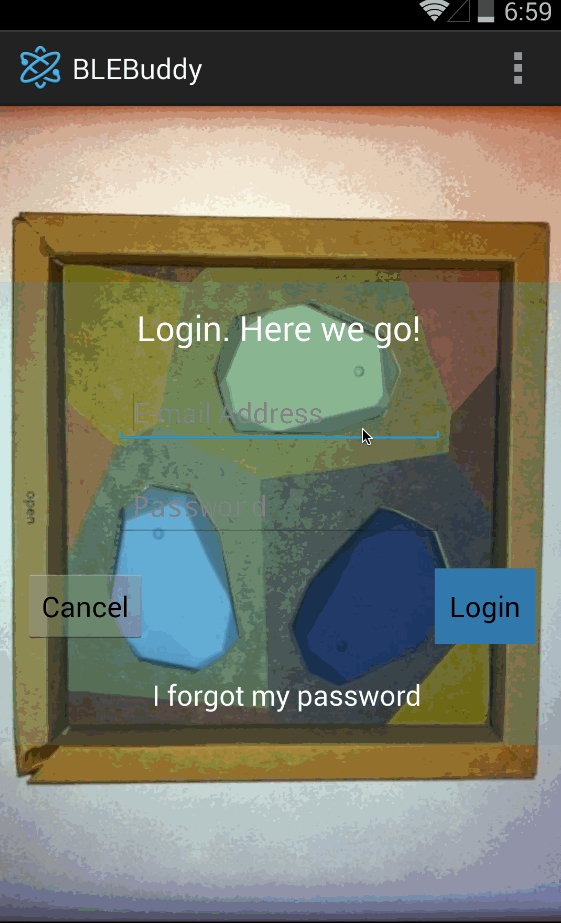 6:59
BLEBuddy
Login. Here we go!
E-mail Address
Password
open
Cancel
Login
I forgot my password